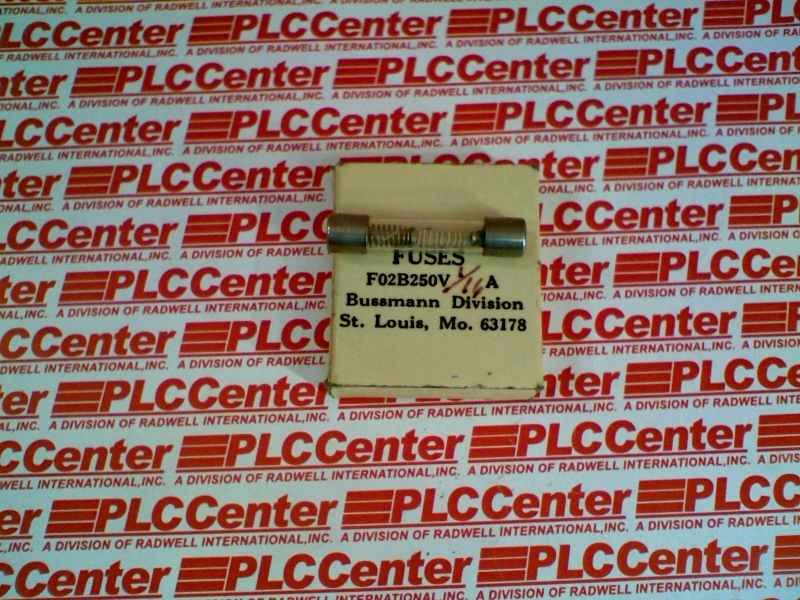 FUSES
F02B250V 1/16 A
Bussmann Division
St. Louis, Mo. 63178
PLCCenter
A DIVISION OF RADWELL INTERNATIONAL,INC.